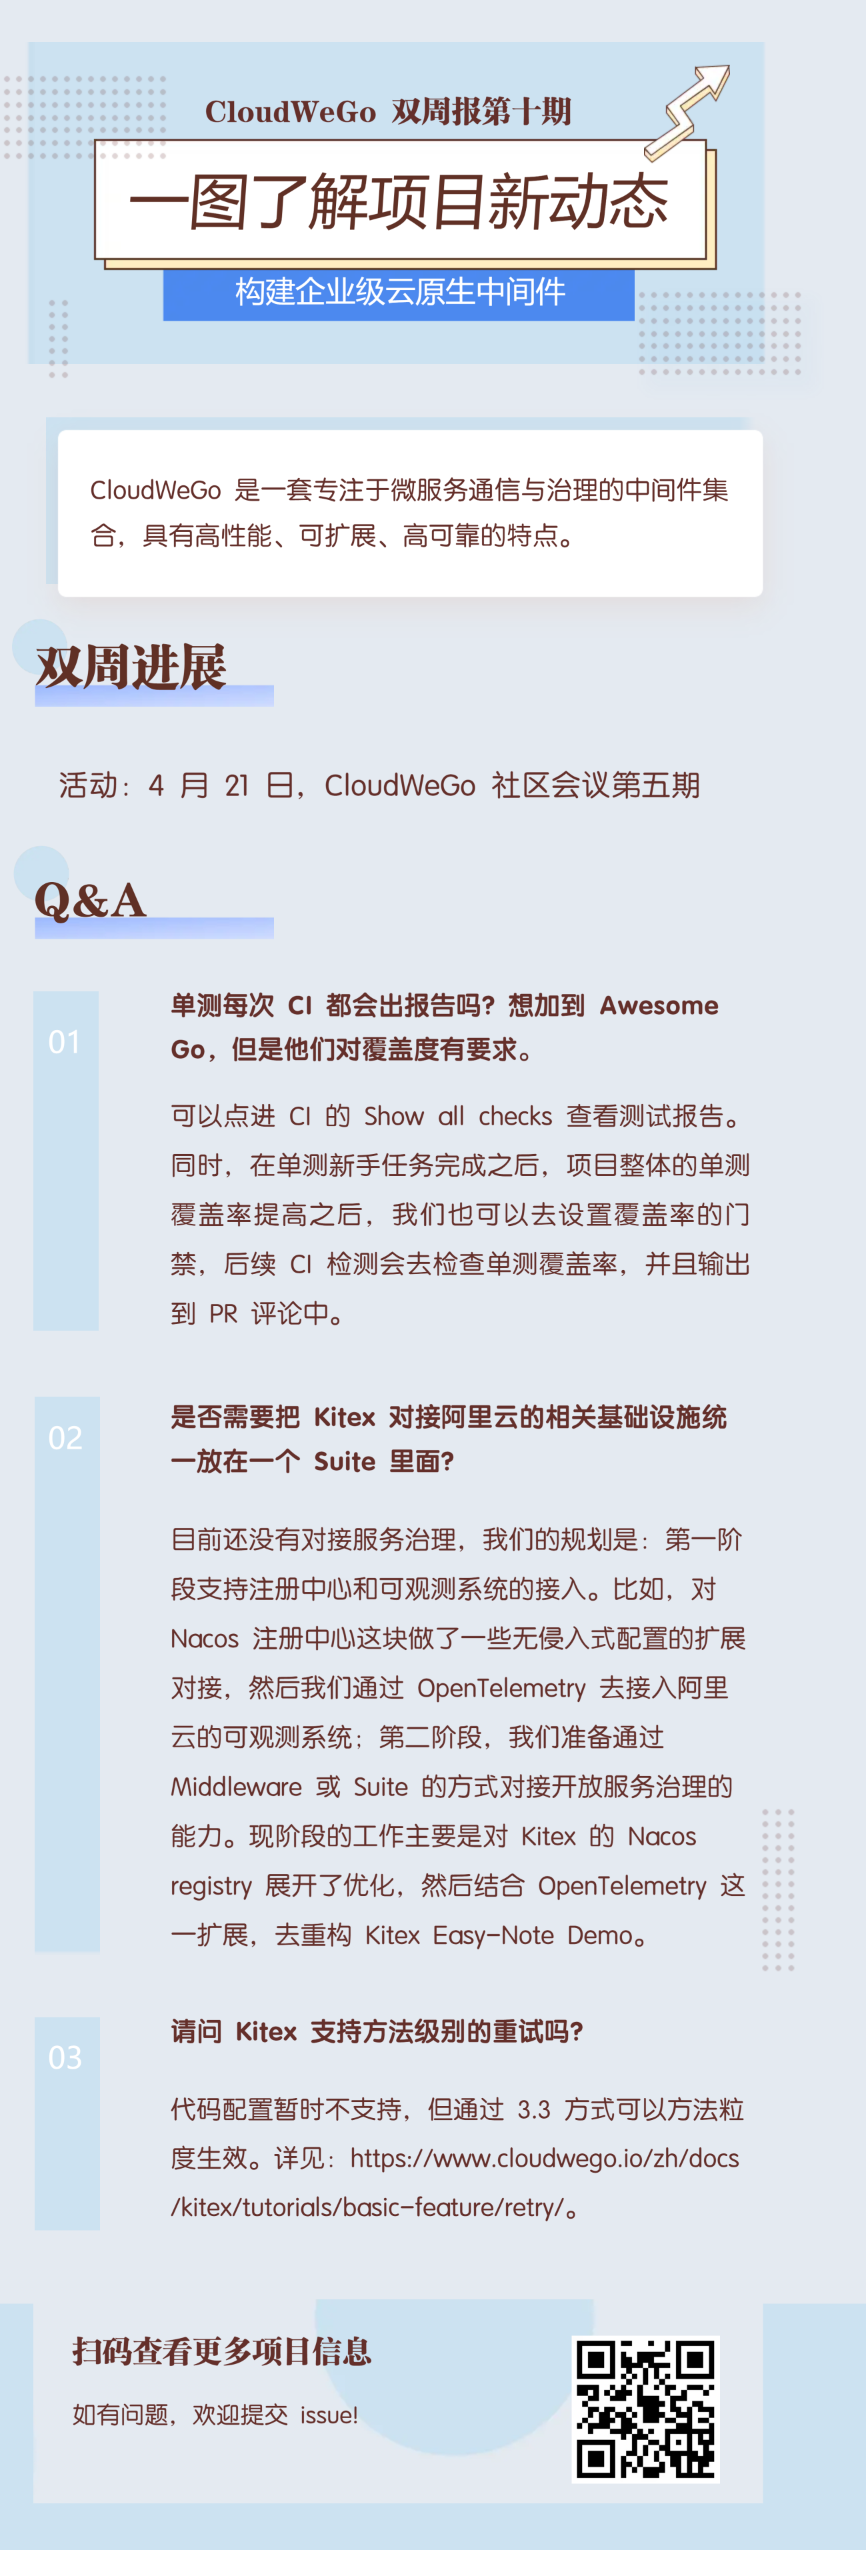 CloudWeGo 双周报第十期
一图了解项目新动态
构建企业级云原生中间件
CloudWeGo 是一套专注于微服务通信与治理的中间件集
合，具有高性能、可扩展、高可靠的特点。
双周进展
活动：4 月 21 日，CloudWeGo 社区会议第五期
Q&A
01
单测每次 CI 都会出报告吗？想加到 Awesome
Go，但是他们对覆盖度有要求。
可以点进 CI 的 Show all checks 查看测试报告。
同时，在单测新手任务完成之后，项目整体的单测
覆盖率提高之后，我们也可以去设置覆盖率的门
禁，后续 CI 检测会去检查单测覆盖率，并且输出
到 PR 评论中。
02
是否需要把 Kitex 对接阿里云的相关基础设施统
一放在一个 Suite 里面？
目前还没有对接服务治理，我们的规划是：第一阶
段支持注册中心和可观测系统的接入。比如，对
Nacos 注册中心这块做了一些无侵入式配置的扩展
对接，然后我们通过 OpenTelemetry 去接入阿里
云的可观测系统；第二阶段，我们准备通过
Middleware 或 Suite 的方式对接开放服务治理的
能力。现阶段的工作主要是对 Kitex 的 Nacos
registry 展开了优化，然后结合 OpenTelemetry 这
一扩展，去重构 Kitex Easy-Note Demo。
03
请问 Kitex 支持方法级别的重试吗？
代码配置暂时不支持，但通过 3.3 方式可以方法粒
度生效。详见：https://www.cloudwego.io/zh/docs
/kitex/tutorials/basic-feature/retry/。
扫码查看更多项目信息
如有问题，欢迎提交 issue!